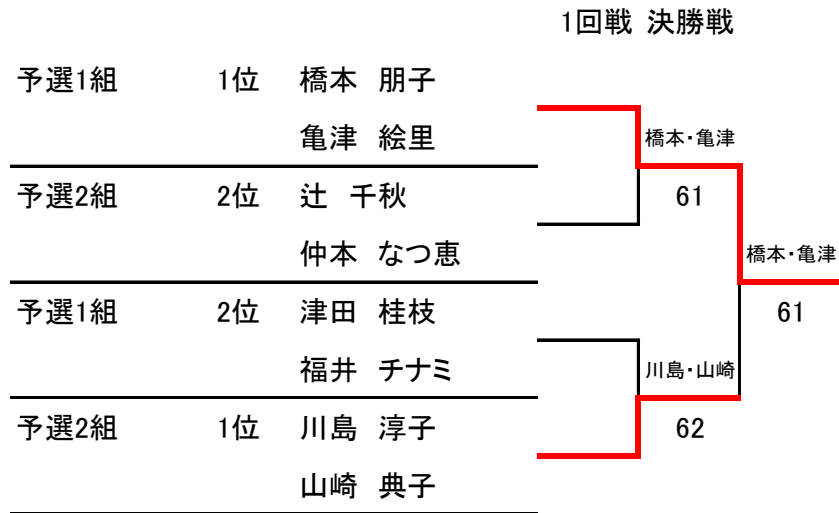 1回戦 決勝戦
予選1組 1位 橋本 朋子
亀津 絵里 橋本・亀津
予選2組 2位 辻 千秋 61
仲本 なつ恵 橋本・亀津
予選1組 2位 津田 桂枝 61
福井 チナミ 川島・山崎
予選2組 1位 川島 淳子 62
山崎 典子